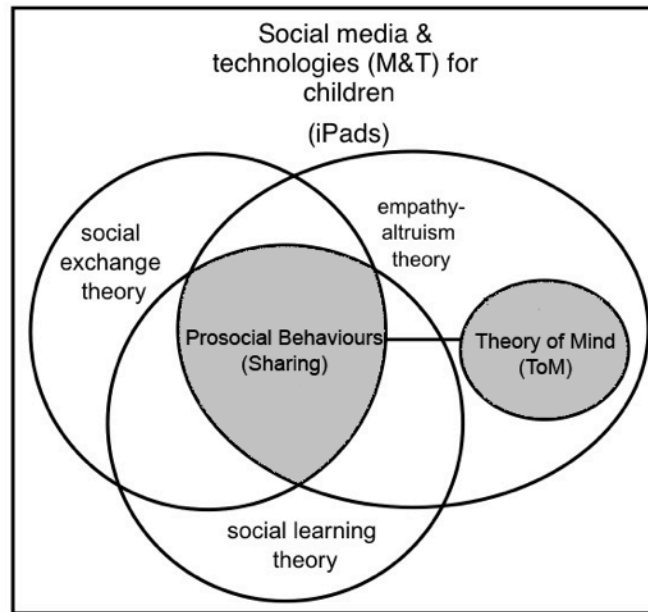 Social media &
technologies (M&T) for
children
(iPads)
social
exchange
theory
empathy-
altruism
theory
Prosocial Behaviours
(Sharing)
Theory of Mind
(ToM)
social learning
theory